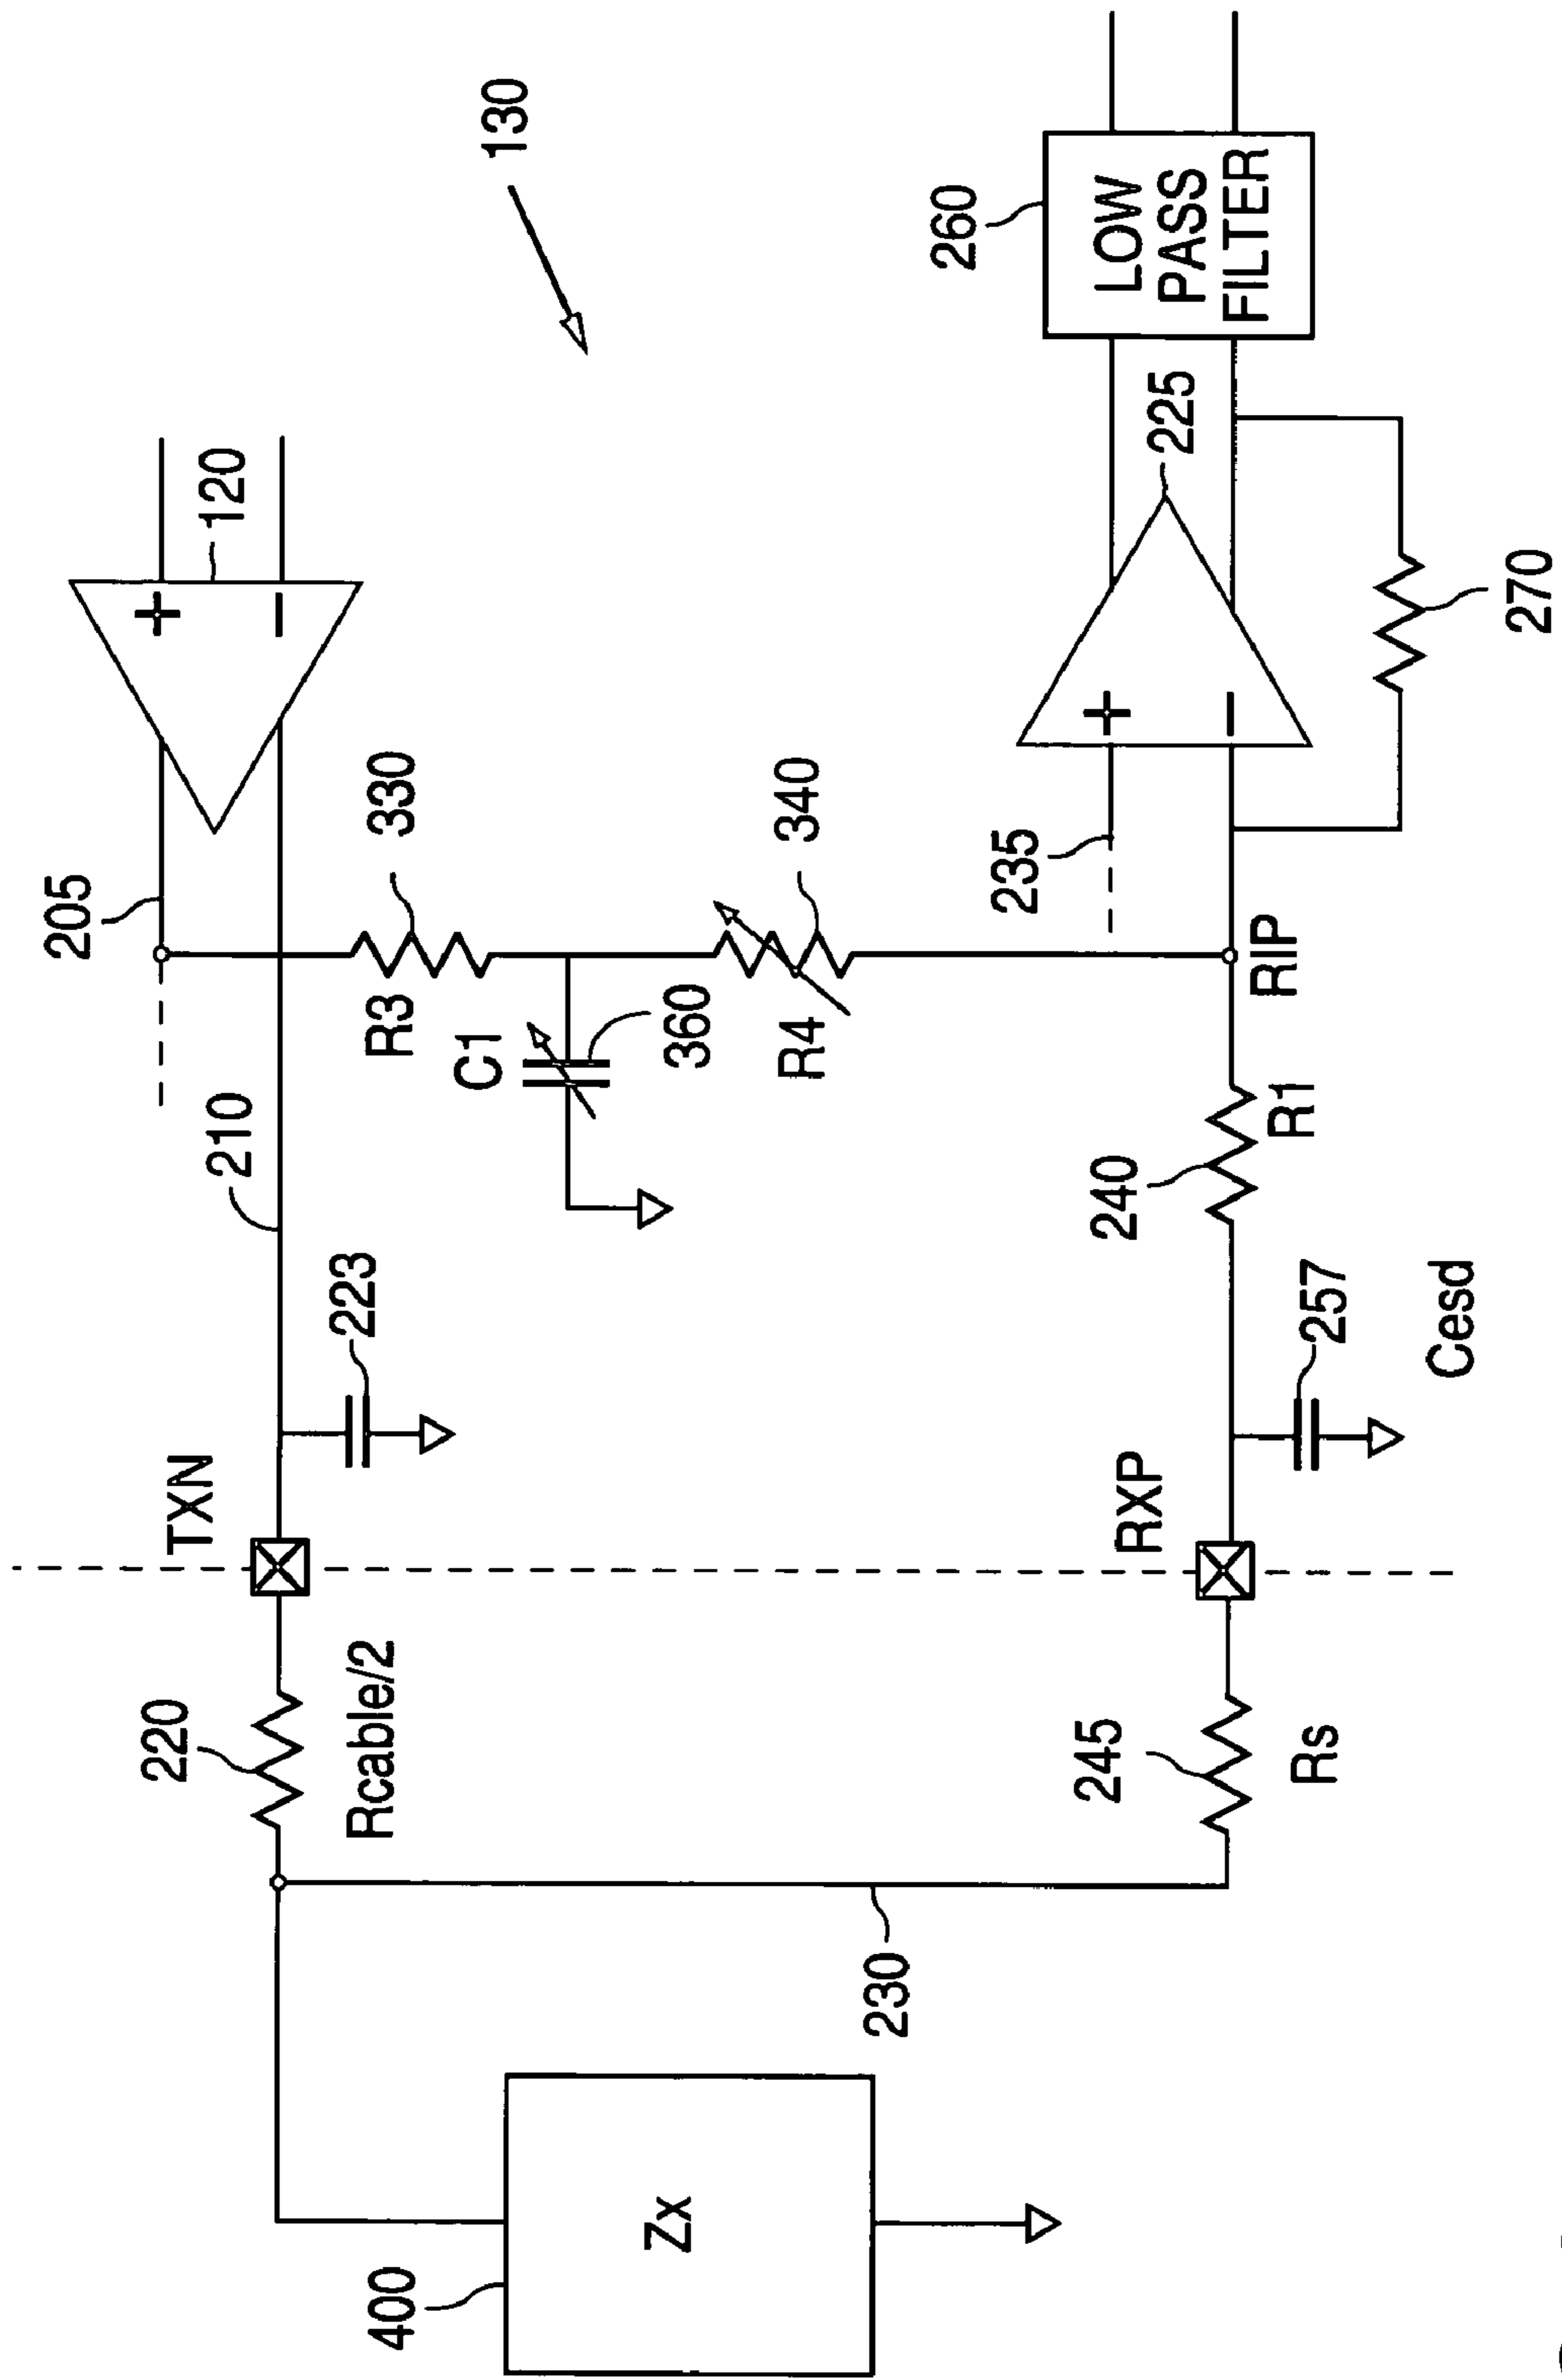 130
205
120
210
R3
330
C1
360
R4
340
235
225
260
LOW
PASS
FILTER
270
RIP
R1
240
223
257
Cesd
TXN
RXP
220
Rcable/2
245
Rs
230
400
Zx
+
−
+
−